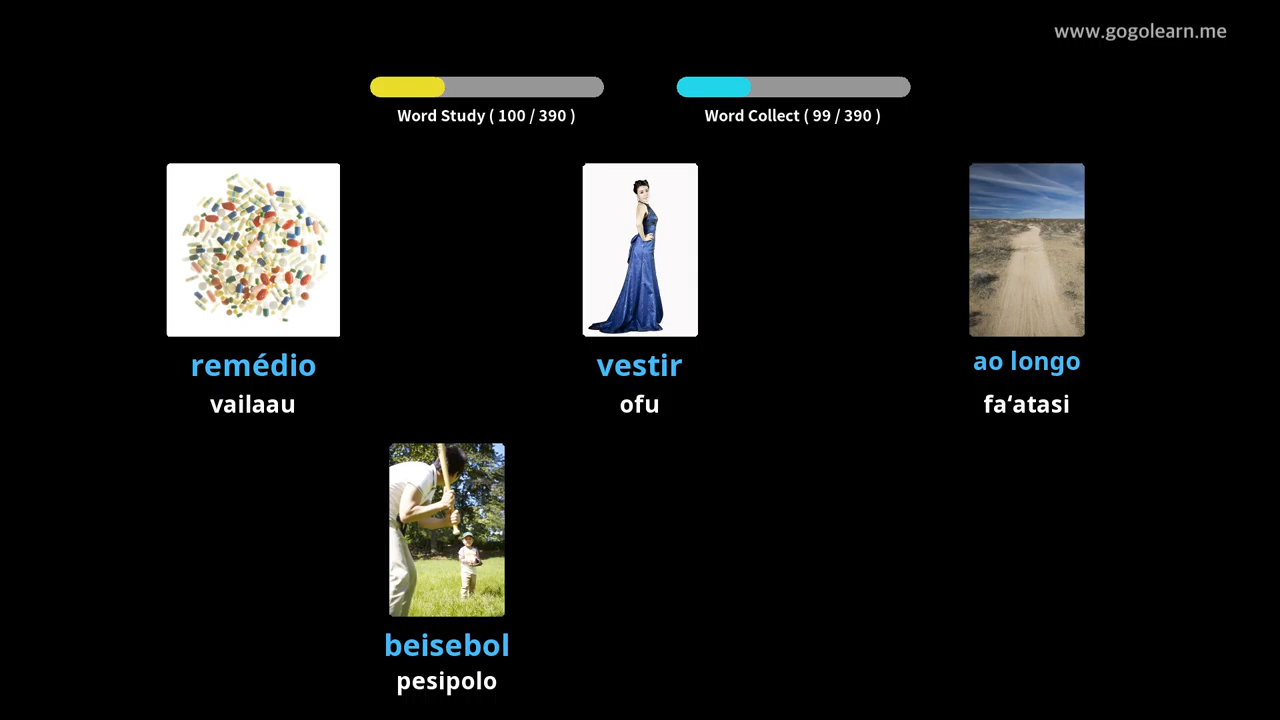 www.gogolearn.me
Word Study ( 100 / 390 )
Word Collect ( 99 / 390 )
remédio
vailaau
vestir
ofu
ao longo
fa‘atasi
beisebol
pesipolo